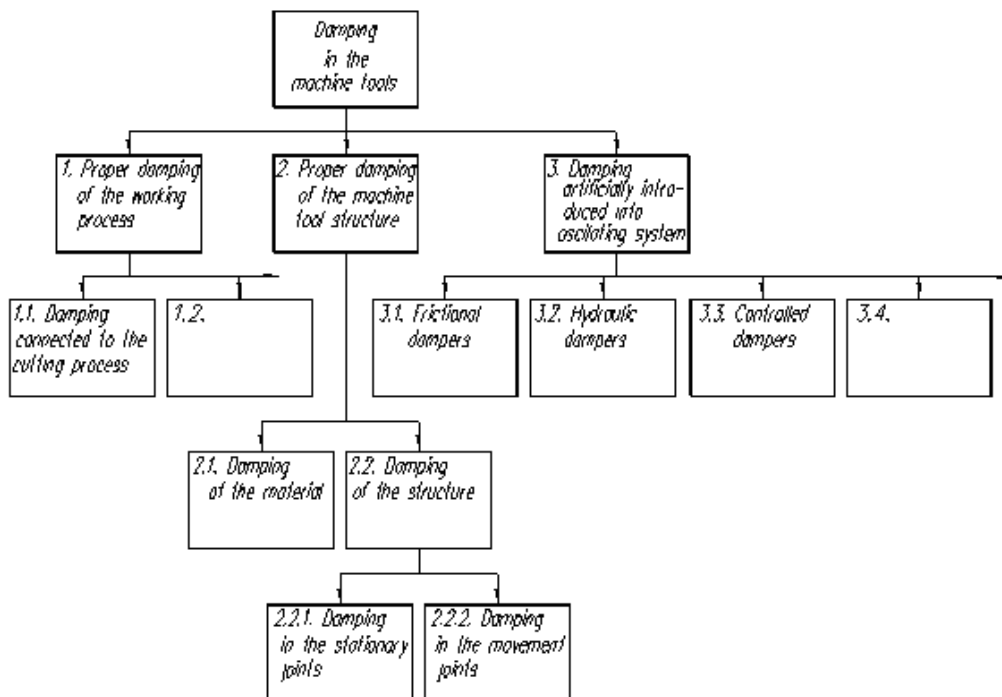 Damping
in the
machine tools
1. Proper damping
of the working
process
2. Proper damping
of the machine
tool structure
3. Damping
artificially intro-
duced into
oscilating system
1.1. Damping
connected to the
cutting process
1.2.
3.1. Frictional
dampers
3.2. Hydraulic
dampers
3.3. Controlled
dampers
3.4.
2.1. Damping
of the material
2.2. Damping
of the structure
2.2.1. Damping
in the stationary
joints
2.2.2. Damping
in the movement
joints